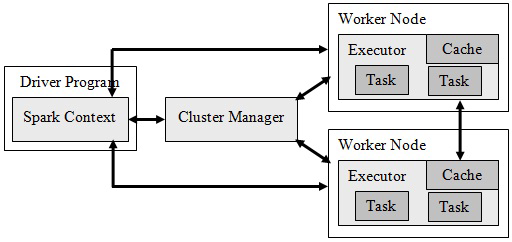 Worker Node
Executor
Cache
Task
Task
Driver Program
Spark Context
Cluster Manager
Worker Node
Executor
Cache
Task
Task